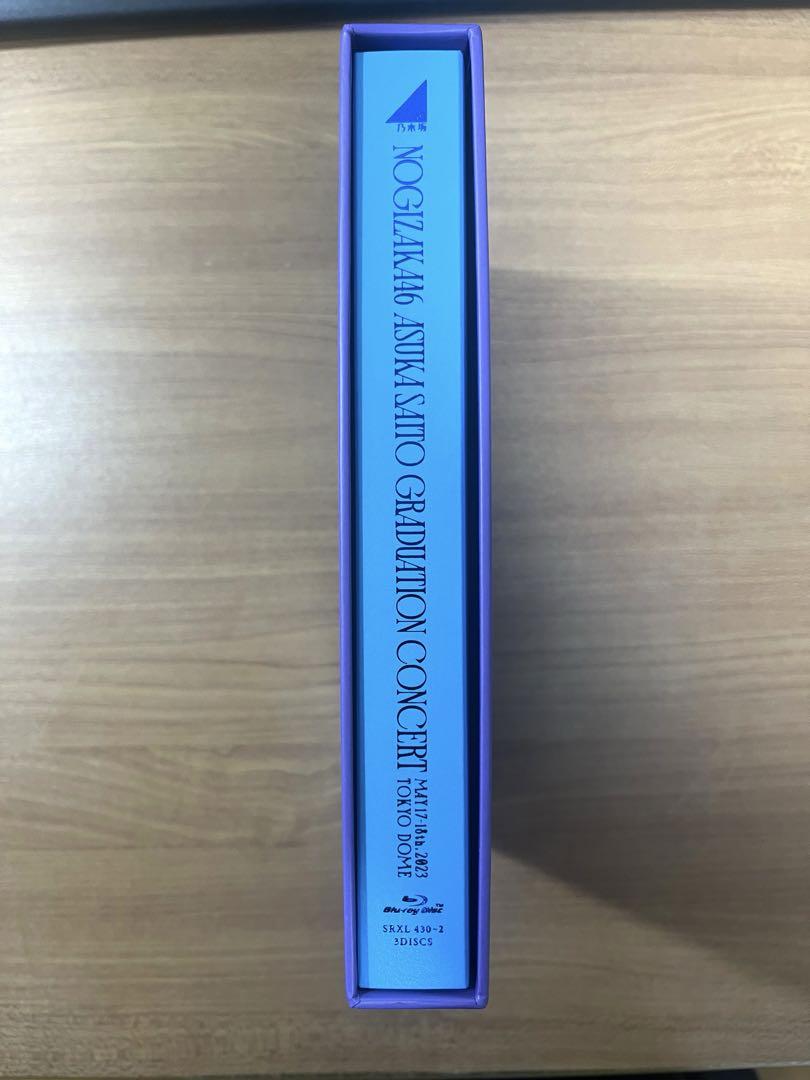 乃木坂
NOGIZAKA46 ASUKA SAITO GRADUATION CONCERT
MAY 17-18th, 2023
TOKYO DOME
Blu-ray Disc™
SRXL 430~2
3DISCS